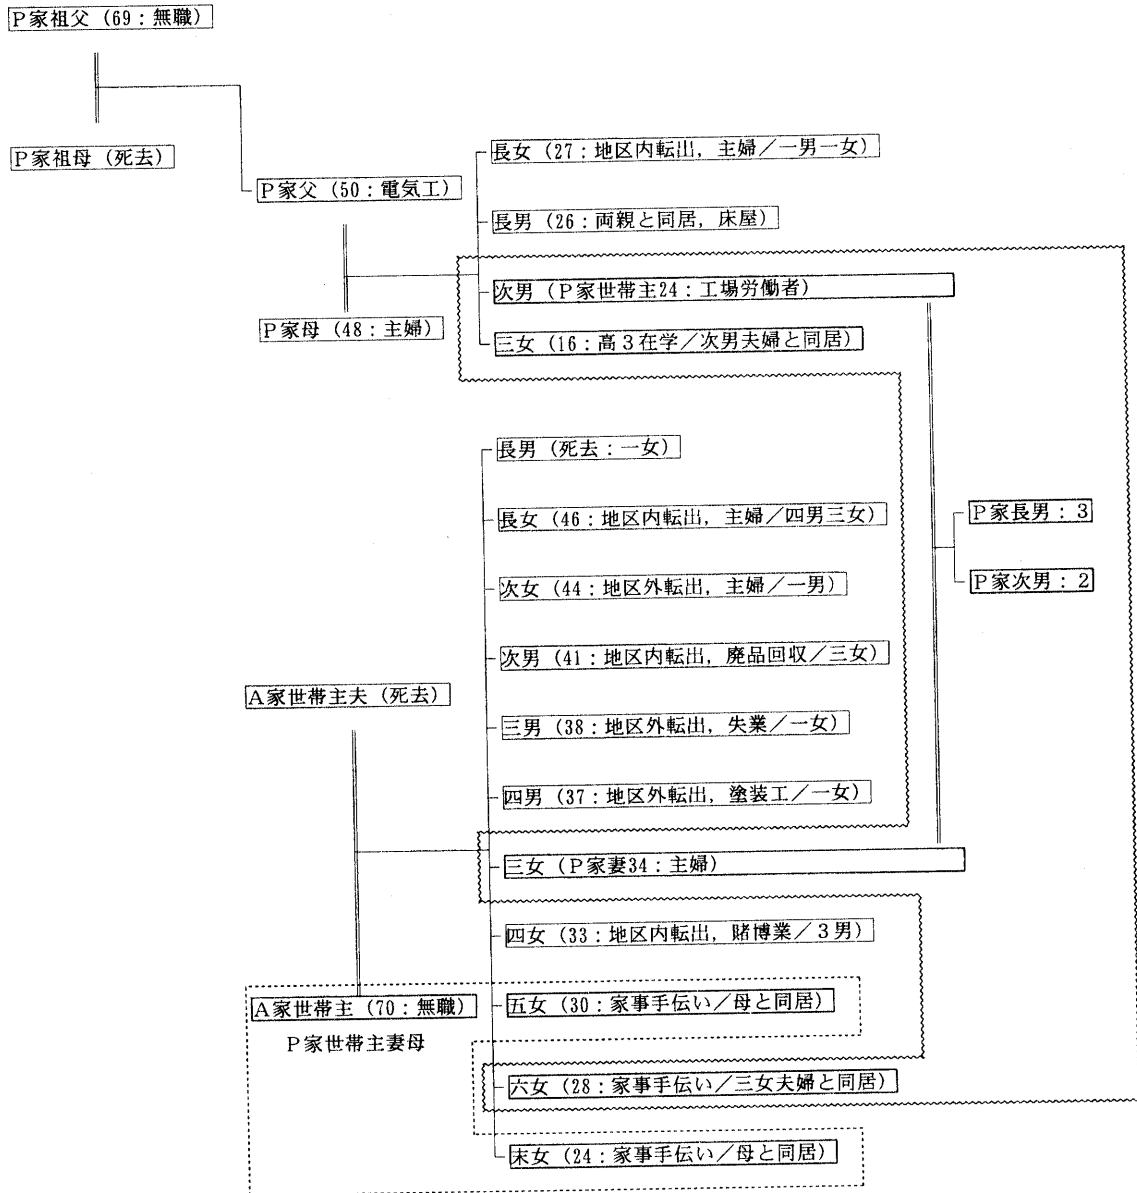 P家祖父（69：無職）
P家祖母（死去）
P家父（50：電気工）
P家母（48：主婦）
長女（27：地区内転出，主婦／一男一女）
長男（26：両親と同居，床屋）
次男（P家世帯主24：工場労働者）
三女（16：高3在学／次男夫婦と同居）
長男（死去：一女）
長女（46：地区内転出，主婦／四男三女）
次女（44：地区外転出，主婦／一男）
次男（41：地区内転出，廃品回収／三女）
三男（38：地区外転出，失業／一女）
四男（37：地区外転出，塗装工／一女）
三女（P家妻34：主婦）
四女（33：地区内転出，賭博業／3男）
五女（30：家事手伝い／母と同居）
六女（28：家事手伝い／三女夫婦と同居）
末女（24：家事手伝い／母と同居）
A家世帯主夫（死去）
A家世帯主（70：無職）
P家世帯主妻母
P家長男：3
P家次男：2